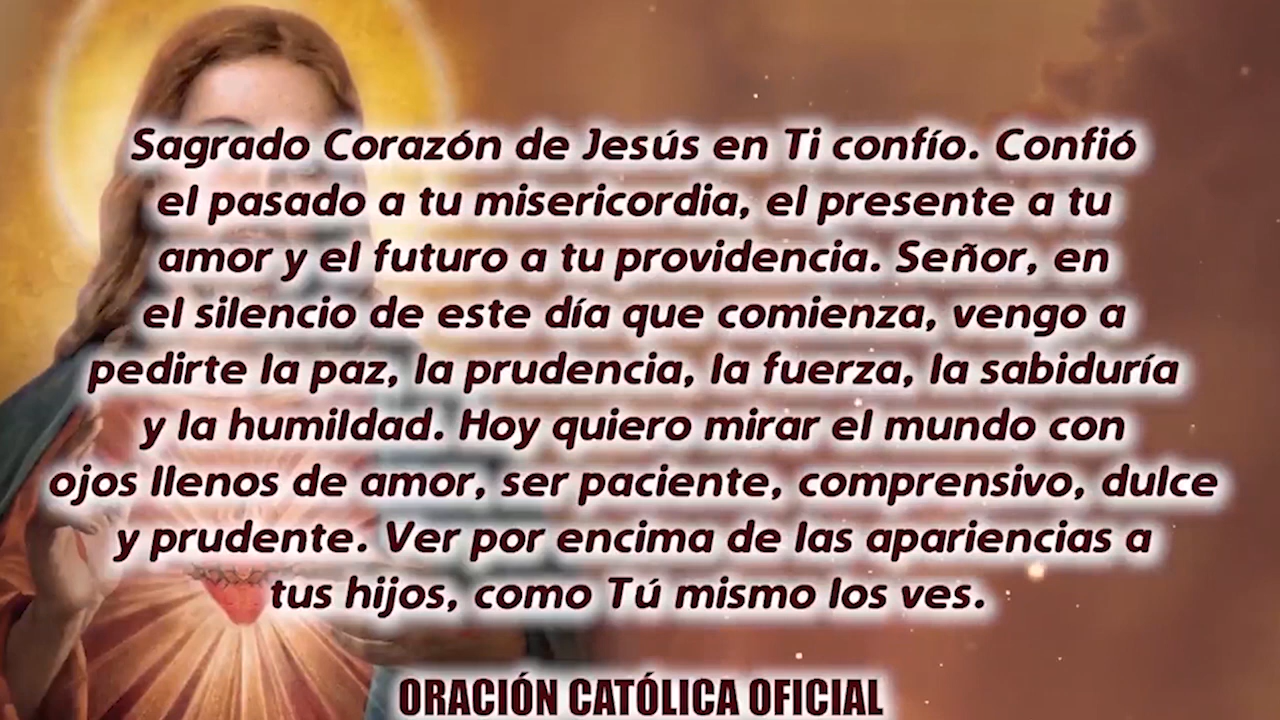 Sagrado Corazón de Jesús en Ti confío. Confió
el pasado a tu misericordia, el presente a tu
amor y el futuro a tu providencia. Señor, en
el silencio de este día que comienza, vengo a
pedirte la paz, la prudencia, la fuerza, la sabiduría
y la humildad. Hoy quiero mirar el mundo con
ojos llenos de amor, ser paciente, comprensivo, dulce
y prudente. Ver por encima de las apariencias a
tus hijos, como Tú mismo los ves.
ORACIÓN CATÓLICA OFICIAL